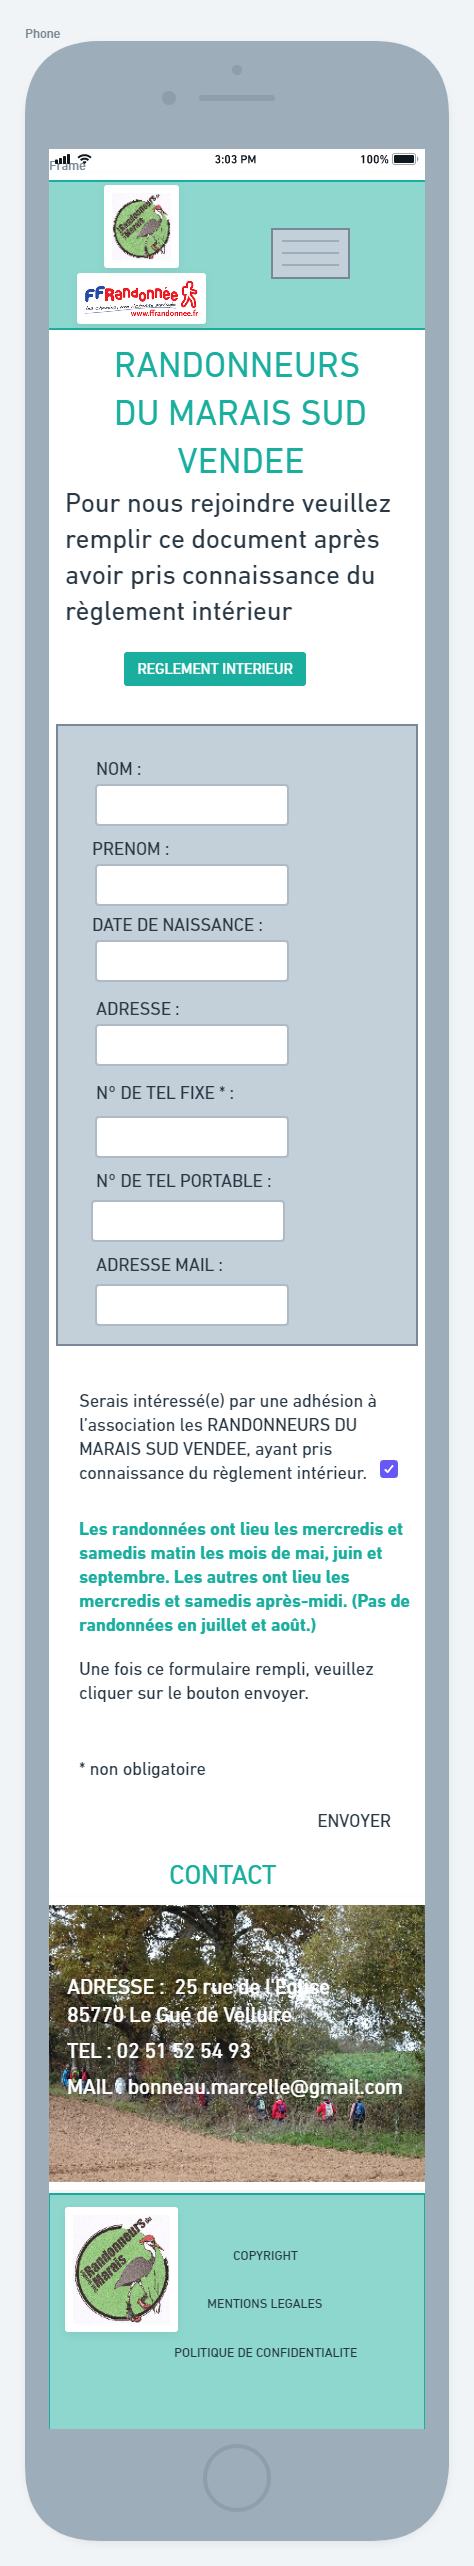 Phone
Frame
3:03 PM
100%
Randonneurs du
Marais
FFRandonnée
les chemins, une richesse partagée
www.ffrandonnee.fr
RANDONNEURS
DU MARAIS SUD
VENDEE
Pour nous rejoindre veuillez
remplir ce document après
avoir pris connaissance du
règlement intérieur
REGLEMENT INTERIEUR
NOM :
PRENOM :
DATE DE NAISSANCE :
ADRESSE :
N° DE TEL FIXE * :
N° DE TEL PORTABLE :
ADRESSE MAIL :
Serais intéressé(e) par une adhésion à
l'association les RANDONNEURS DU
MARAIS SUD VENDEE, ayant pris
connaissance du règlement intérieur.
Les randonnées ont lieu les mercredis et
samedis matin les mois de mai, juin et
septembre. Les autres ont lieu les
mercredis et samedis après-midi. (Pas de
randonnées en juillet et août.)
Une fois ce formulaire rempli, veuillez
cliquer sur le bouton envoyer.
* non obligatoire
ENVOYER
CONTACT
ADRESSE : 25 rue de l'Eglise
85770 Le Gué de Velluire
TEL : 02 51 52 54 93
MAIL : bonneau.marcelle@gmail.com
Randonneurs du
Marais
COPYRIGHT
MENTIONS LEGALES
POLITIQUE DE CONFIDENTIALITE